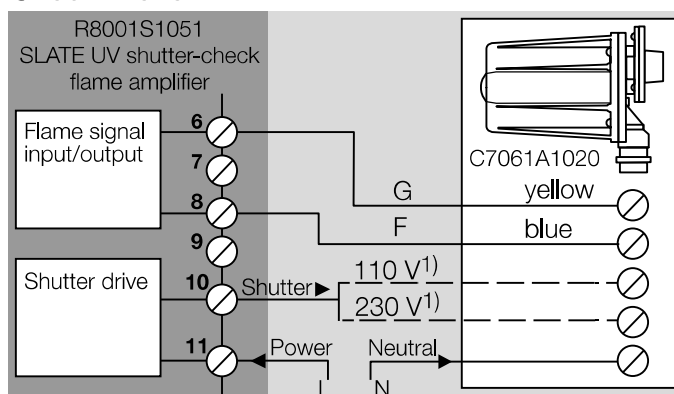 R8001S1051
SLATE UV shutter-check
flame amplifier
Flame signal
input/output
6
7
8
9
Shutter drive
10
11
C7061A1020
G
yellow
F
blue
Shutter
110 V1)
230 V1)
Power
Neutral
L
N